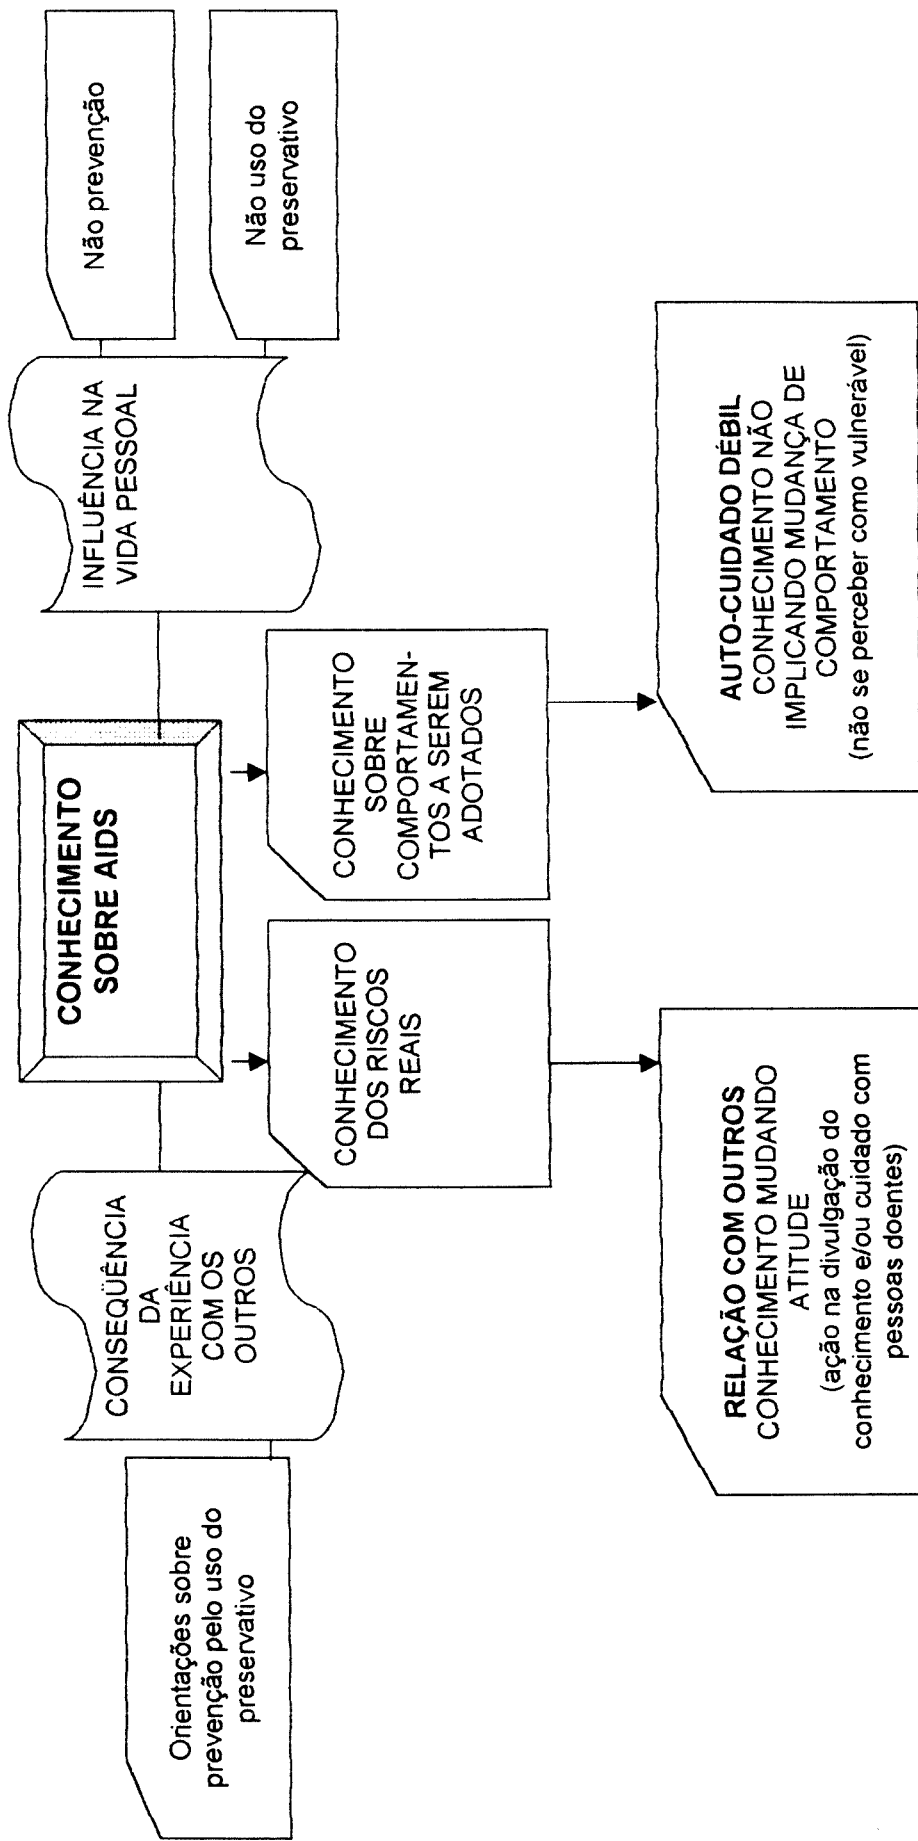 CONHECIMENTO
SOBRE AIDS
CONSEQÜÊNCIA
DA
EXPERIÊNCIA
COM OS
OUTROS
INFLUÊNCIA NA
VIDA PESSOAL
Orientações sobre
prevenção pelo uso do
preservativo
Não prevenção
Não uso do
preservativo
CONHECIMENTO
DOS RISCOS
REAIS
CONHECIMENTO
SOBRE
COMPORTAMEN-
TOS A SEREM
ADOTADOS
RELAÇÃO COM OUTROS
CONHECIMENTO MUDANDO
ATITUDE
(ação na divulgação do
conhecimento e/ou cuidado com
pessoas doentes)
AUTO-CUIDADO DÉBIL
CONHECIMENTO NÃO
IMPLICANDO MUDANÇA DE
COMPORTAMENTO
(não se perceber como vulnerável)